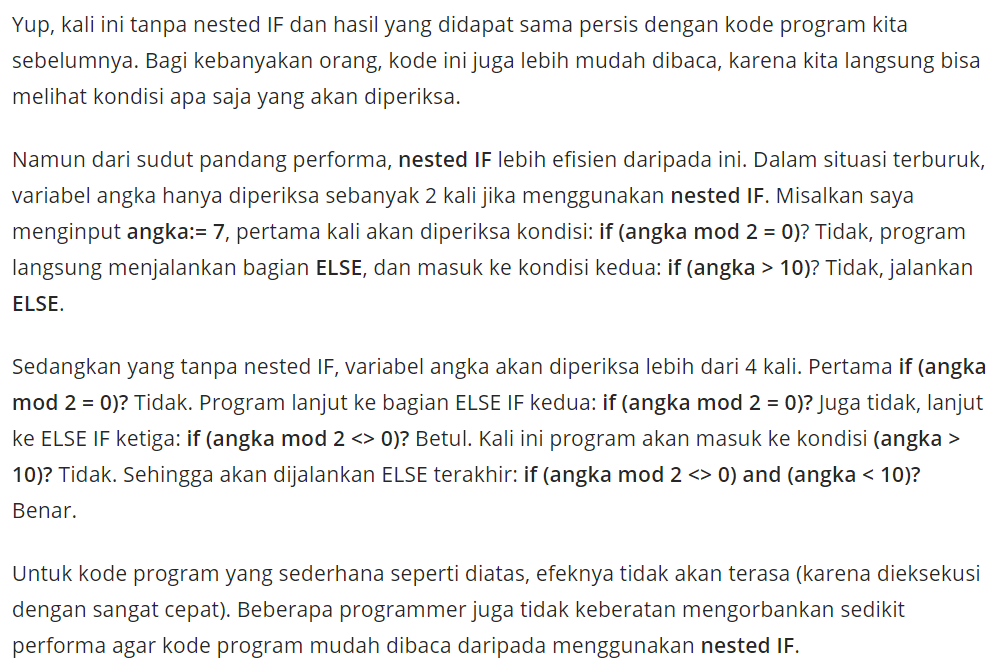 Yup, kali ini tanpa nested IF dan hasil yang didapat sama persis dengan kode program kita
sebelumnya. Bagi kebanyakan orang, kode ini juga lebih mudah dibaca, karena kita langsung bisa
melihat kondisi apa saja yang akan diperiksa.
Namun dari sudut pandang performa, nested IF lebih efisien daripada ini. Dalam situasi terburuk,
variabel angka hanya diperiksa sebanyak 2 kali jika menggunakan nested IF. Misalkan saya
menginput angka:= 7, pertama kali akan diperiksa kondisi: if (angka mod 2 = 0)? Tidak, program
langsung menjalankan bagian ELSE, dan masuk ke kondisi kedua: if (angka > 10)? Tidak, jalankan
ELSE.
Sedangkan yang tanpa nested IF, variabel angka akan diperiksa lebih dari 4 kali. Pertama if (angka
mod 2 = 0)? Tidak. Program lanjut ke bagian ELSE IF kedua: if (angka mod 2 = 0)? Juga tidak, lanjut
ke ELSE IF ketiga: if (angka mod 2 <> 0)? Betul. Kali ini program akan masuk ke kondisi (angka >
10)? Tidak. Sehingga akan dijalankan ELSE terakhir: if (angka mod 2 <> 0) and (angka < 10)?
Benar.
Untuk kode program yang sederhana seperti diatas, efeknya tidak akan terasa (karena dieksekusi
dengan sangat cepat). Beberapa programmer juga tidak keberatan mengorbankan sedikit
performa agar kode program mudah dibaca daripada menggunakan nested IF.